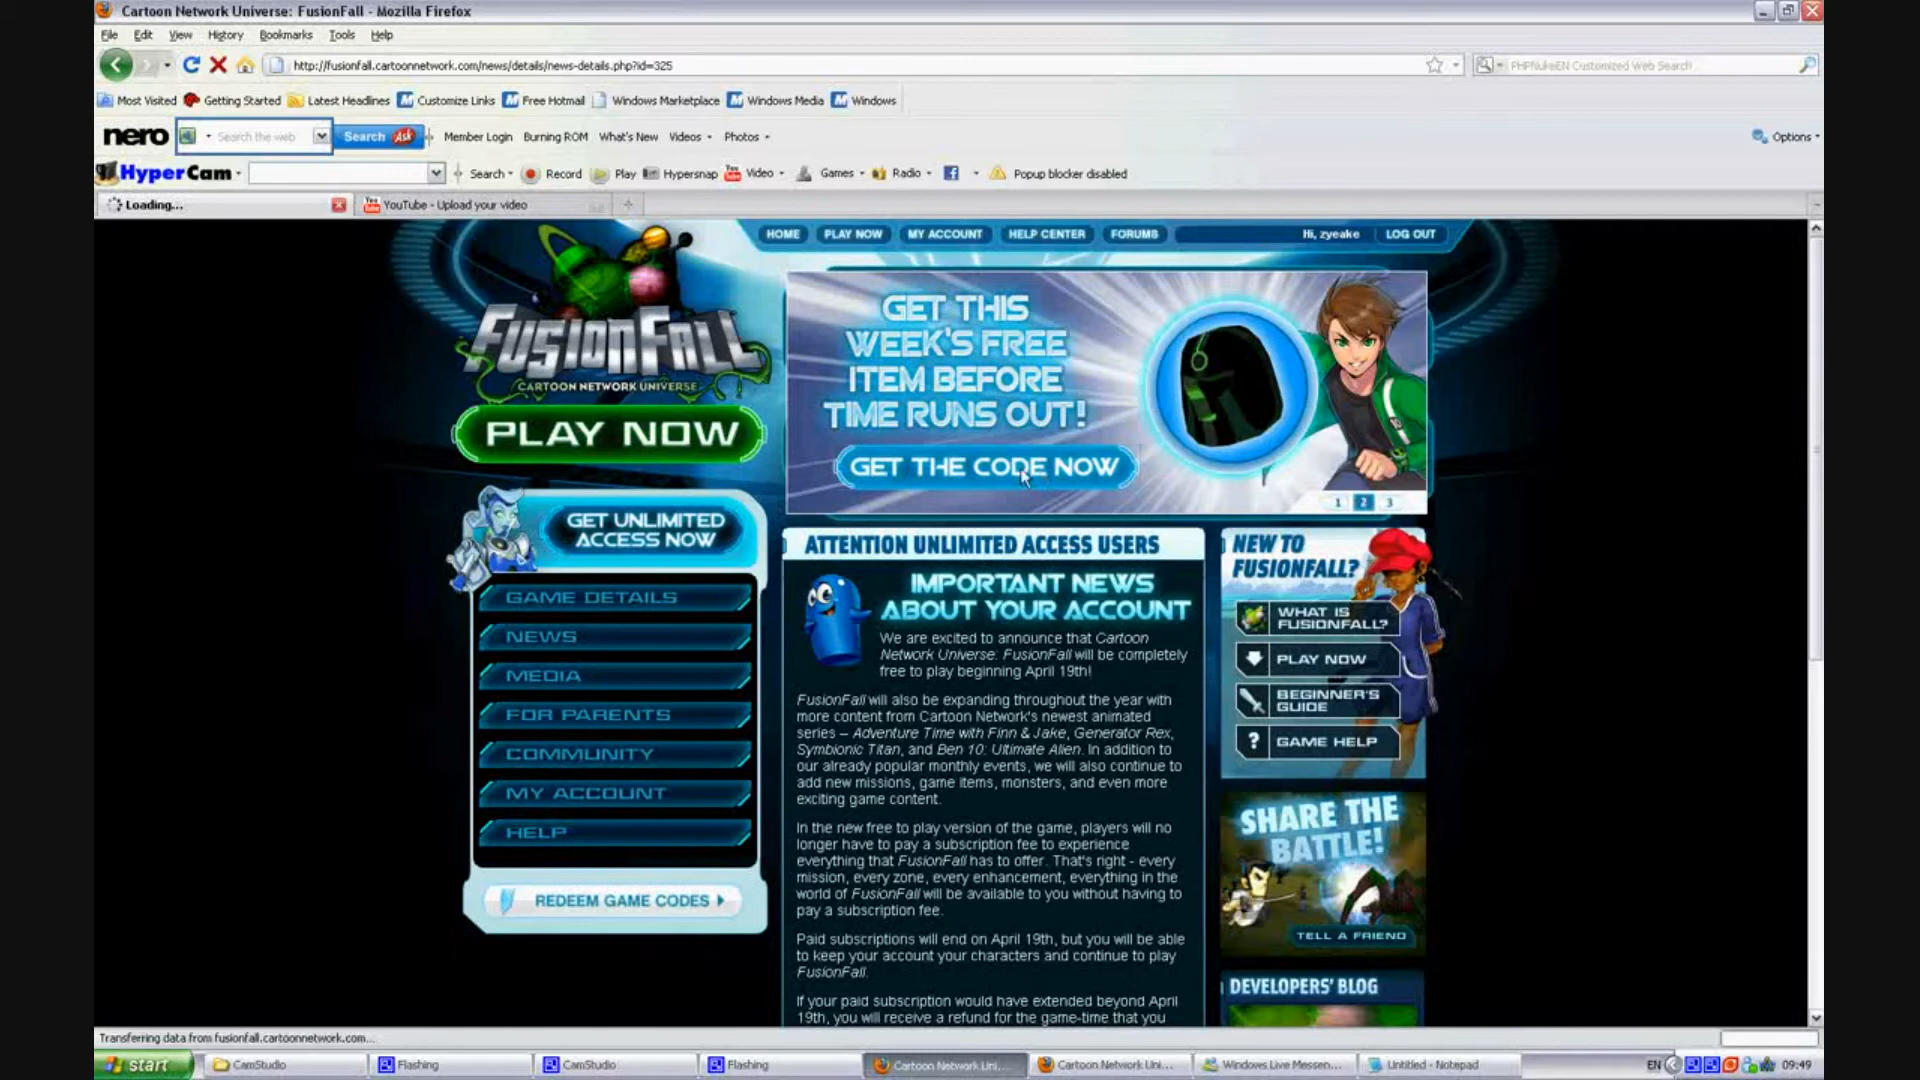 Cartoon Network Universe: FusionFall - Mozilla Firefox
File Edit View History Bookmarks Tools Help
http://fusionfall.cartoonnetwork.com/news/details/news-details.php?id=325
PHPNukeEN Customized Web Search
Most Visited Getting Started Latest Headlines Customize Links Free Hotmail Windows Marketplace Windows Media Windows
nero Search the web Search Ask Member Login Burning ROM What's New Videos Photos Options
HyperCam Search Record Play Hypersnap Video Games Radio Popup blocker disabled
Loading... YouTube - Upload your video
HOME PLAY NOW MY ACCOUNT HELP CENTER FORUMS Hi, zyeake LOG OUT
FUSIONFALL
CARTOON NETWORK UNIVERSE
PLAY NOW
GET THIS
WEEK'S FREE
ITEM BEFORE
TIME RUNS OUT!
GET THE CODE NOW
1 2 3
GET UNLIMITED
ACCESS NOW
GAME DETAILS
NEWS
MEDIA
FOR PARENTS
COMMUNITY
MY ACCOUNT
HELP
REDEEM GAME CODES
ATTENTION UNLIMITED ACCESS USERS
IMPORTANT NEWS
ABOUT YOUR ACCOUNT
We are excited to announce that Cartoon
Network Universe: FusionFall will be completely
free to play beginning April 19th!
FusionFall will also be expanding throughout the year with
more content from Cartoon Network's newest animated
series – Adventure Time with Finn & Jake, Generator Rex,
Symbionic Titan, and Ben 10: Ultimate Alien. In addition to
our already popular monthly events, we will also continue to
add new missions, game items, monsters, and even more
exciting game content.
In the new free to play version of the game, players will no
longer have to pay a subscription fee to experience
everything that FusionFall has to offer. That's right - every
mission, every zone, every enhancement, everything in the
world of FusionFall will be available to you without having to
pay a subscription fee.
Paid subscriptions will end on April 19th, but you will be able
to keep your account your characters and continue to play
FusionFall.
If your paid subscription would have extended beyond April
19th, you will receive a refund for the game-time that you
NEW TO
FUSIONFALL?
WHAT IS
FUSIONFALL?
PLAY NOW
BEGINNER'S
GUIDE
? GAME HELP
SHARE THE
BATTLE!
TELL A FRIEND
DEVELOPERS' BLOG
Transferring data from fusionfall.cartoonnetwork.com...
start CamStudio Flashing CamStudio Flashing Cartoon Network Uni... Cartoon Network Uni... Windows Live Messen... Untitled - Notepad EN 09:49